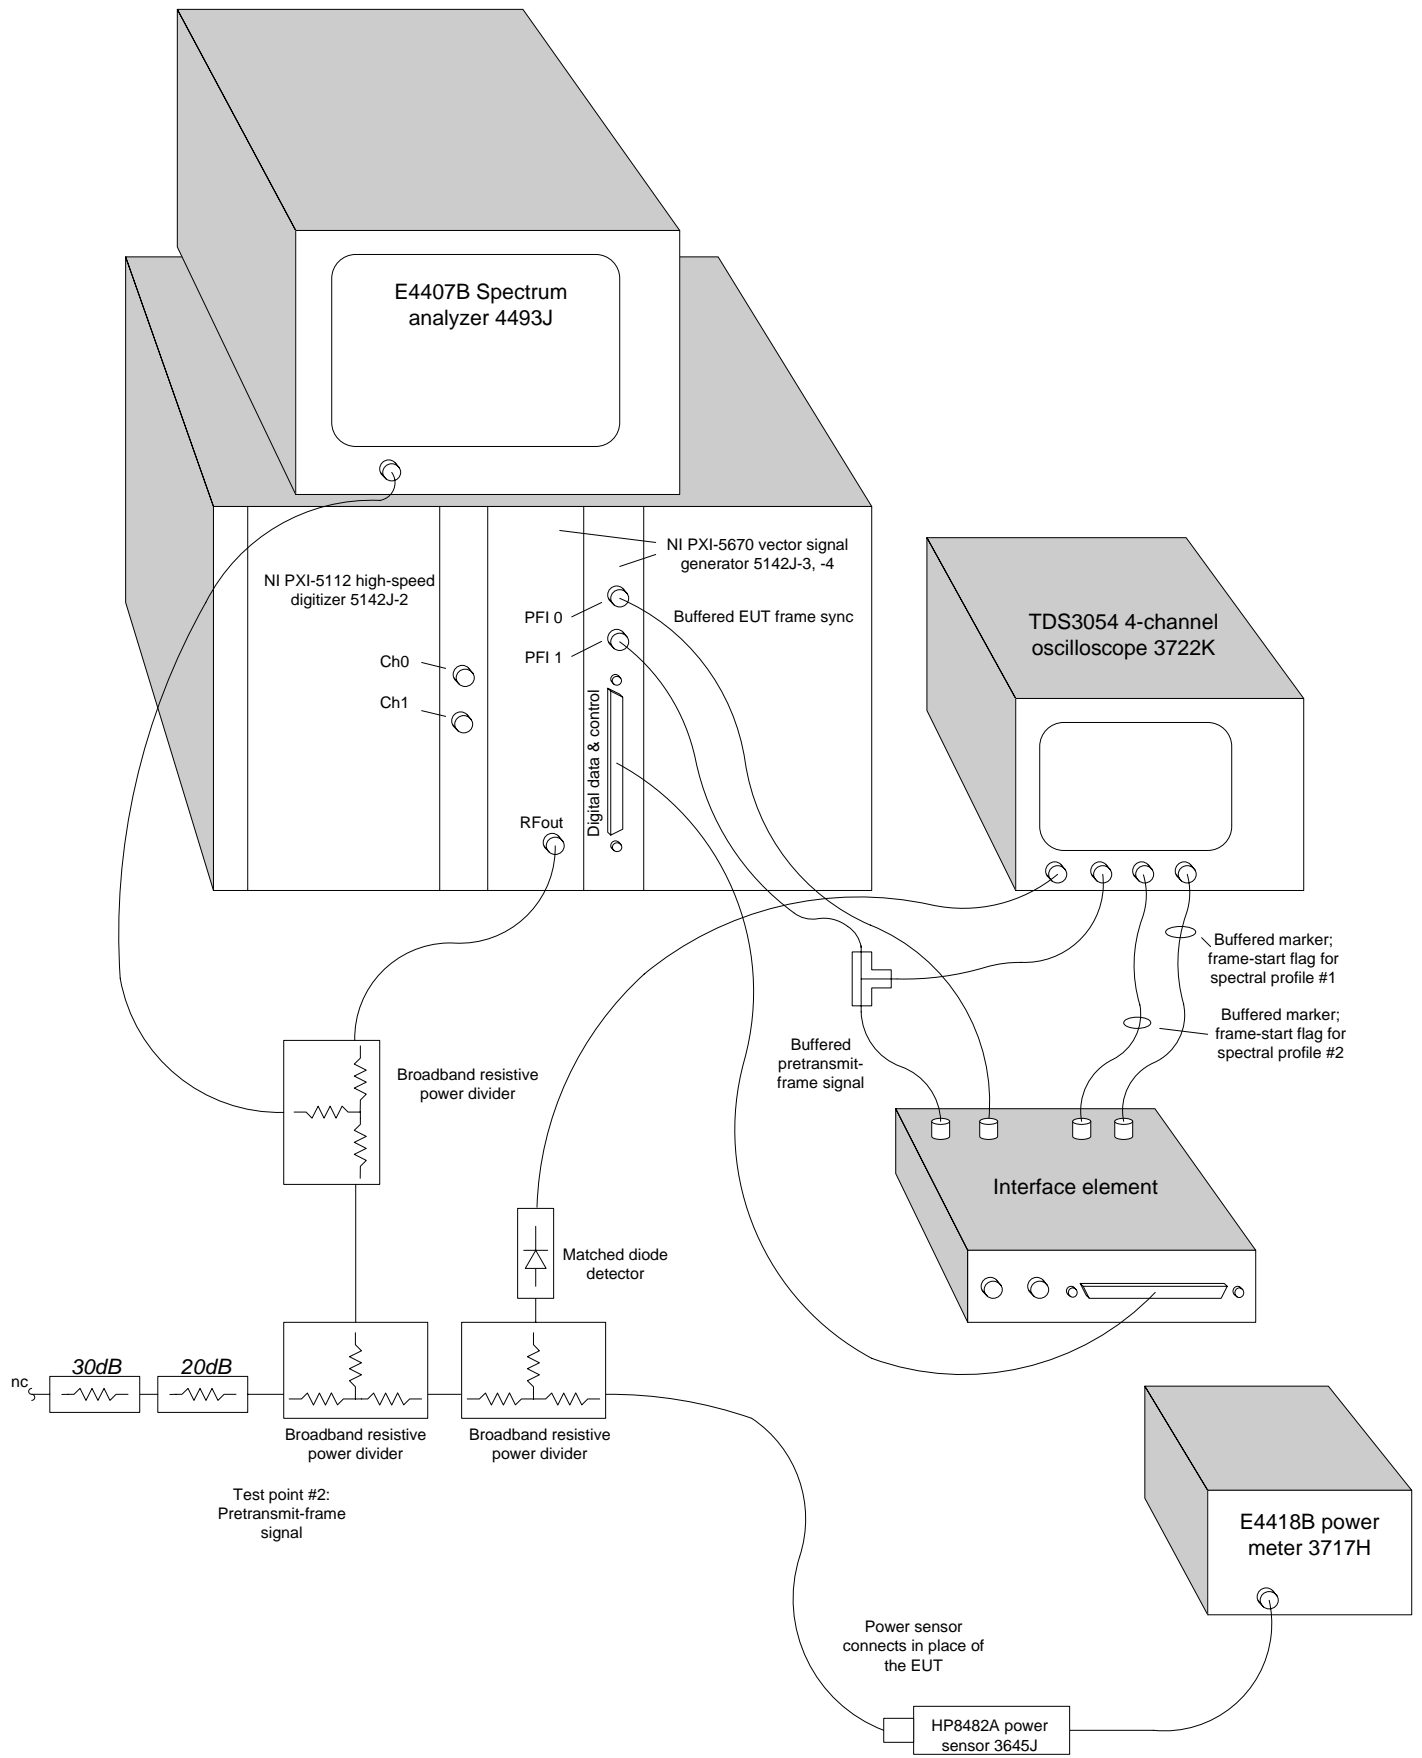 E4407B Spectrum
analyzer 4493J
NI PXI-5670 vector signal
generator 5142J-3, -4
NI PXI-5112 high-speed
digitizer 5142J-2
PFI 0
Buffered EUT frame sync
PFI 1
Ch0
Ch1
Digital data & control
RFout
TDS3054 4-channel
oscilloscope 3722K
Buffered marker;
frame-start flag for
spectral profile #1
Buffered marker;
frame-start flag for
spectral profile #2
Buffered
pretransmit-
frame signal
Broadband resistive
power divider
Interface element
Matched diode
detector
nc
30dB
20dB
Broadband resistive
power divider
Broadband resistive
power divider
Test point #2:
Pretransmit-frame
signal
E4418B power
meter 3717H
Power sensor
connects in place of
the EUT
HP8482A power
sensor 3645J